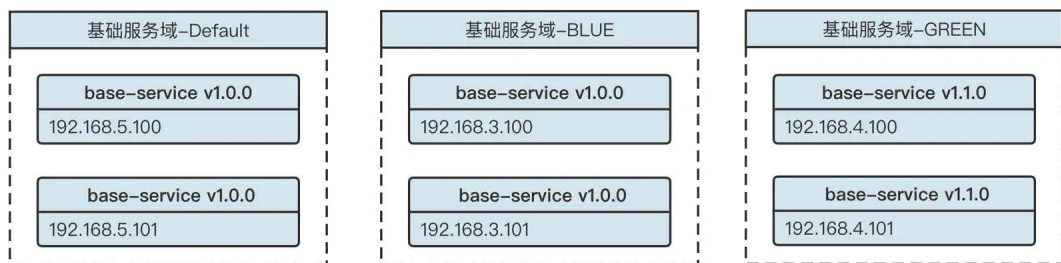 基础服务域-Default
base-service v1.0.0
192.168.5.100
base-service v1.0.0
192.168.5.101
基础服务域-BLUE
base-service v1.0.0
192.168.3.100
base-service v1.0.0
192.168.3.101
基础服务域-GREEN
base-service v1.1.0
192.168.4.100
base-service v1.1.0
192.168.4.101